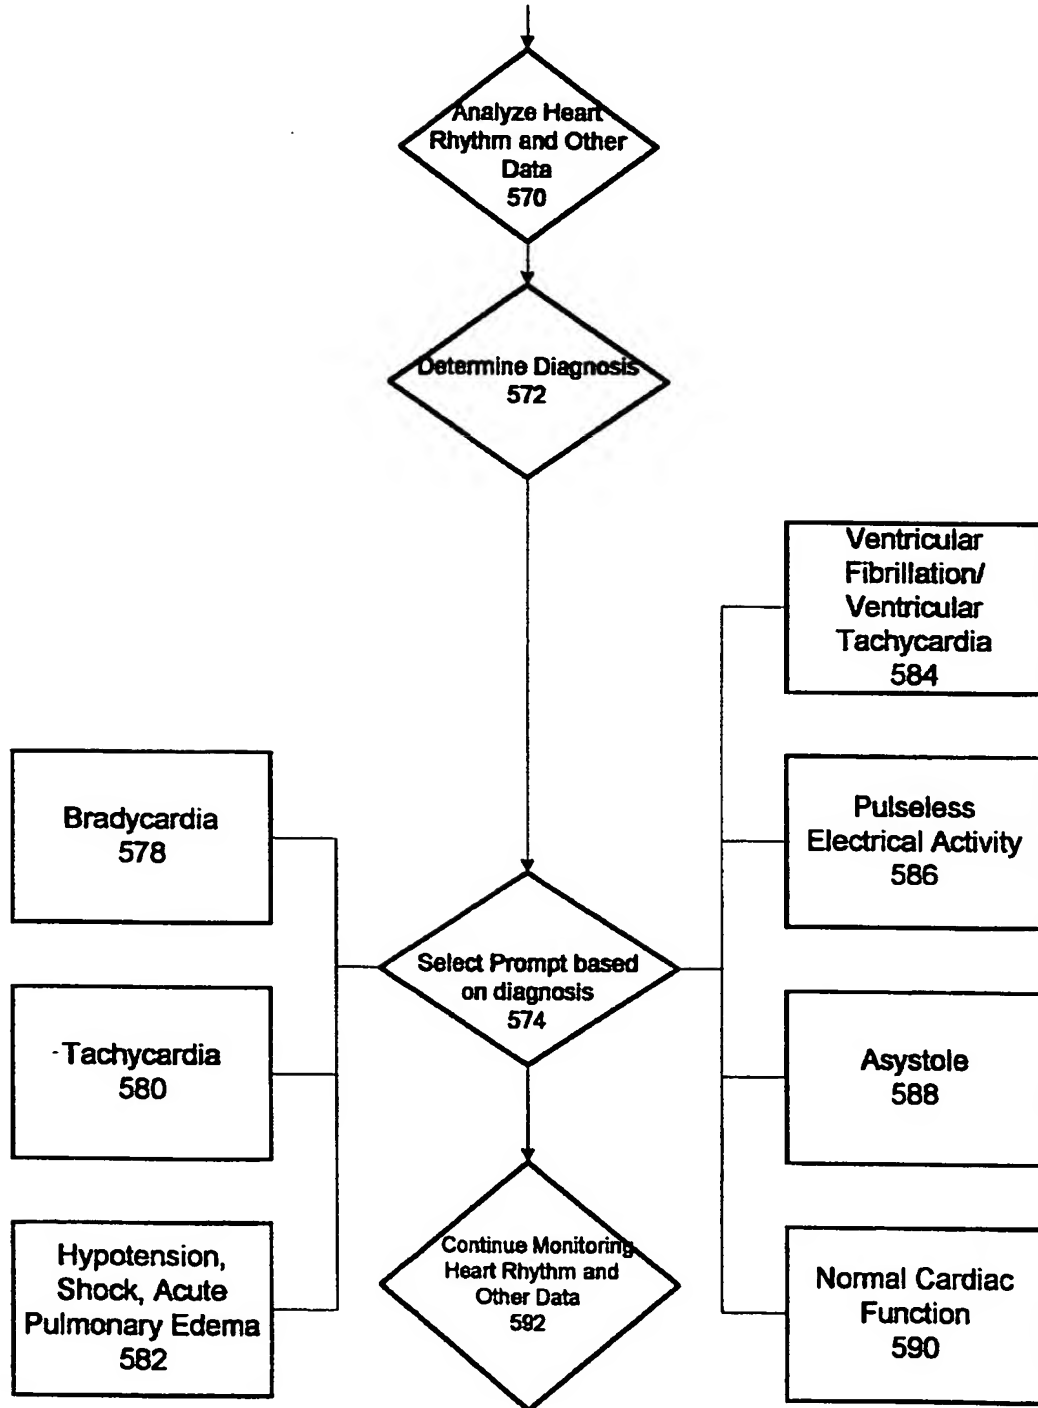 Analyze Heart
Rhythm and Other
Data
570
Determine Diagnosis
572
Ventricular
Fibrillation/
Ventricular
Tachycardia
584
Bradycardia
578
Pulseless
Electrical Activity
586
Select Prompt based
on diagnosis
574
Tachycardia
580
Asystole
588
Hypotension,
Shock, Acute
Pulmonary Edema
582
Continue Monitoring
Heart Rhythm and
Other Data
592
Normal Cardiac
Function
590